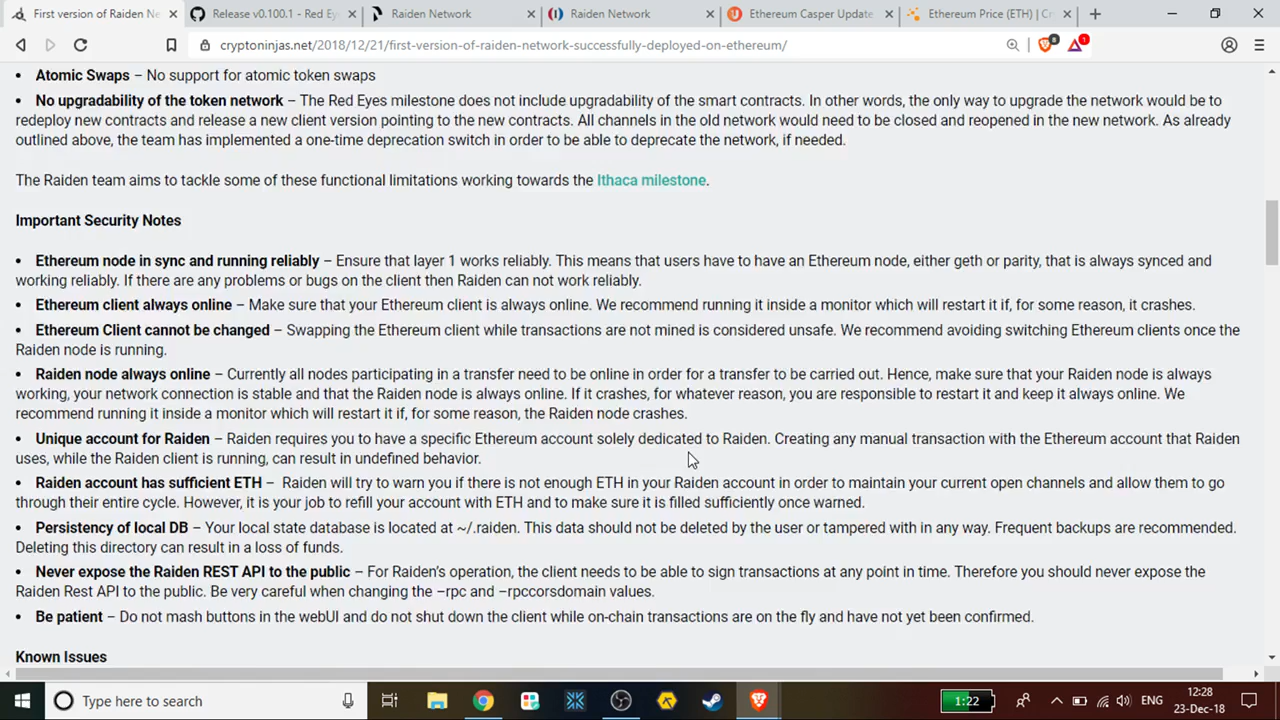 First version of Raiden Ne
Release v0.100.1 - Red Eye
Raiden Network
Raiden Network
Ethereum Casper Update
Ethereum Price (ETH) | Cr
cryptoninjas.net/2018/12/21/first-version-of-raiden-network-successfully-deployed-on-ethereum/
8
1
• Atomic Swaps – No support for atomic token swaps
• No upgradability of the token network – The Red Eyes milestone does not include upgradability of the smart contracts. In other words, the only way to upgrade the network would be to
redeploy new contracts and release a new client version pointing to the new contracts. All channels in the old network would need to be closed and reopened in the new network. As already
outlined above, the team has implemented a one-time deprecation switch in order to be able to deprecate the network, if needed.
The Raiden team aims to tackle some of these functional limitations working towards the Ithaca milestone.
Important Security Notes
• Ethereum node in sync and running reliably – Ensure that layer 1 works reliably. This means that users have to have an Ethereum node, either geth or parity, that is always synced and
working reliably. If there are any problems or bugs on the client then Raiden can not work reliably.
• Ethereum client always online – Make sure that your Ethereum client is always online. We recommend running it inside a monitor which will restart it if, for some reason, it crashes.
• Ethereum Client cannot be changed – Swapping the Ethereum client while transactions are not mined is considered unsafe. We recommend avoiding switching Ethereum clients once the
Raiden node is running.
• Raiden node always online – Currently all nodes participating in a transfer need to be online in order for a transfer to be carried out. Hence, make sure that your Raiden node is always
working, your network connection is stable and that the Raiden node is always online. If it crashes, for whatever reason, you are responsible to restart it and keep it always online. We
recommend running it inside a monitor which will restart it if, for some reason, the Raiden node crashes.
• Unique account for Raiden – Raiden requires you to have a specific Ethereum account solely dedicated to Raiden. Creating any manual transaction with the Ethereum account that Raiden
uses, while the Raiden client is running, can result in undefined behavior.
• Raiden account has sufficient ETH – Raiden will try to warn you if there is not enough ETH in your Raiden account in order to maintain your current open channels and allow them to go
through their entire cycle. However, it is your job to refill your account with ETH and to make sure it is filled sufficiently once warned.
• Persistency of local DB – Your local state database is located at ~/.raiden. This data should not be deleted by the user or tampered with in any way. Frequent backups are recommended.
Deleting this directory can result in a loss of funds.
• Never expose the Raiden REST API to the public – For Raiden’s operation, the client needs to be able to sign transactions at any point in time. Therefore you should never expose the
Raiden Rest API to the public. Be very careful when changing the –rpc and –rpccorsdomain values.
• Be patient – Do not mash buttons in the webUI and do not shut down the client while on-chain transactions are on the fly and have not yet been confirmed.
Known Issues
Type here to search
1:22
ENG
12:28
23-Dec-18